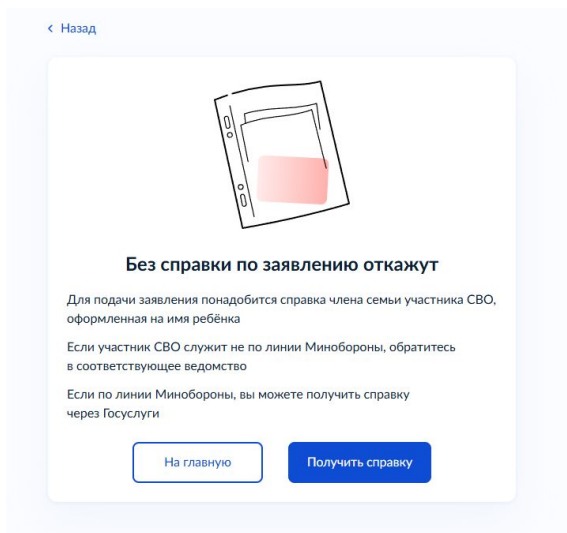 Назад
Без справки по заявлению откажут
Для подачи заявления понадобится справка члена семьи участника СВО,
оформленная на имя ребёнка
Если участник СВО служит не по линии Минобороны, обратитесь
в соответствующее ведомство
Если по линии Минобороны, вы можете получить справку
через Госуслуги
На главную
Получить справку